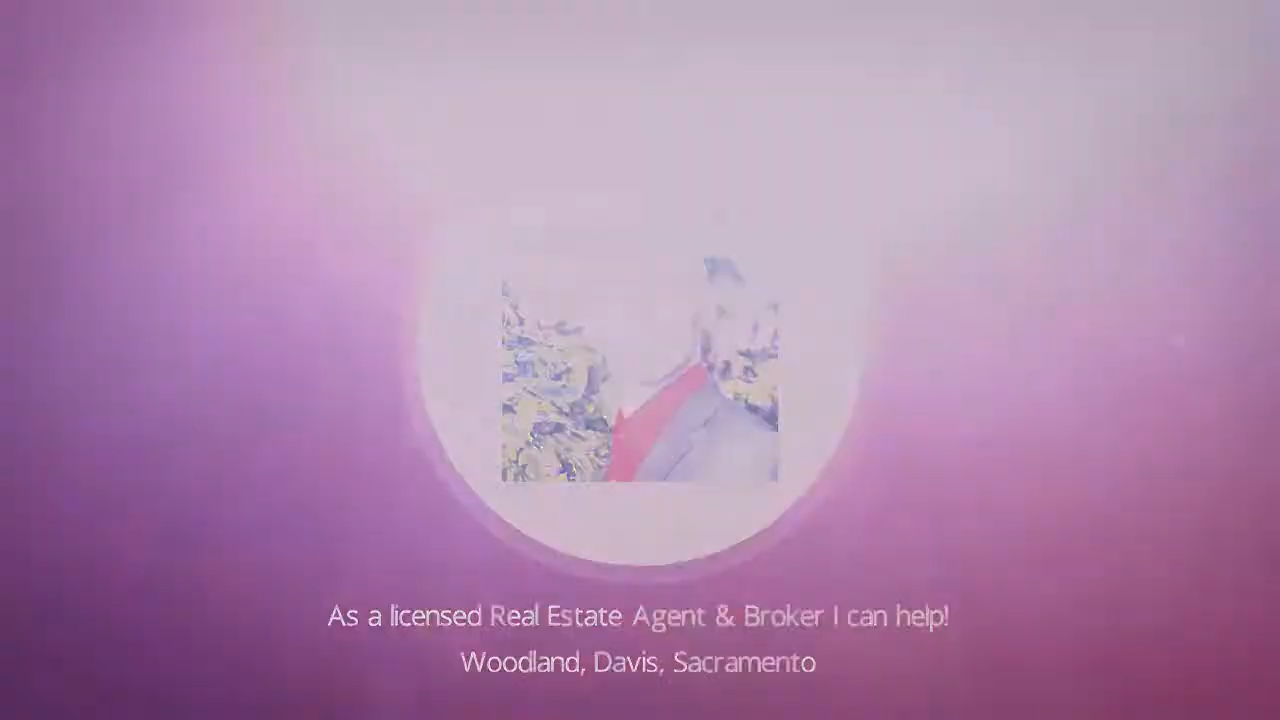 As a licensed Real Estate Agent & Broker I can help!
Woodland, Davis, Sacramento